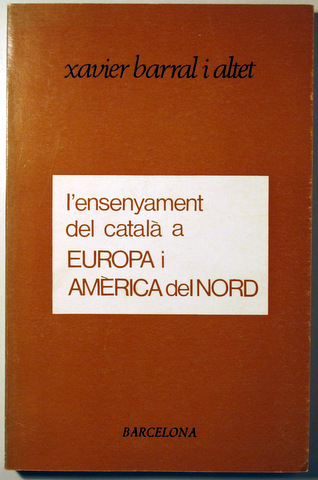 xavier barral i altet
l'ensenyament
del català a
EUROPA i
AMÈRICA del NORD
BARCELONA